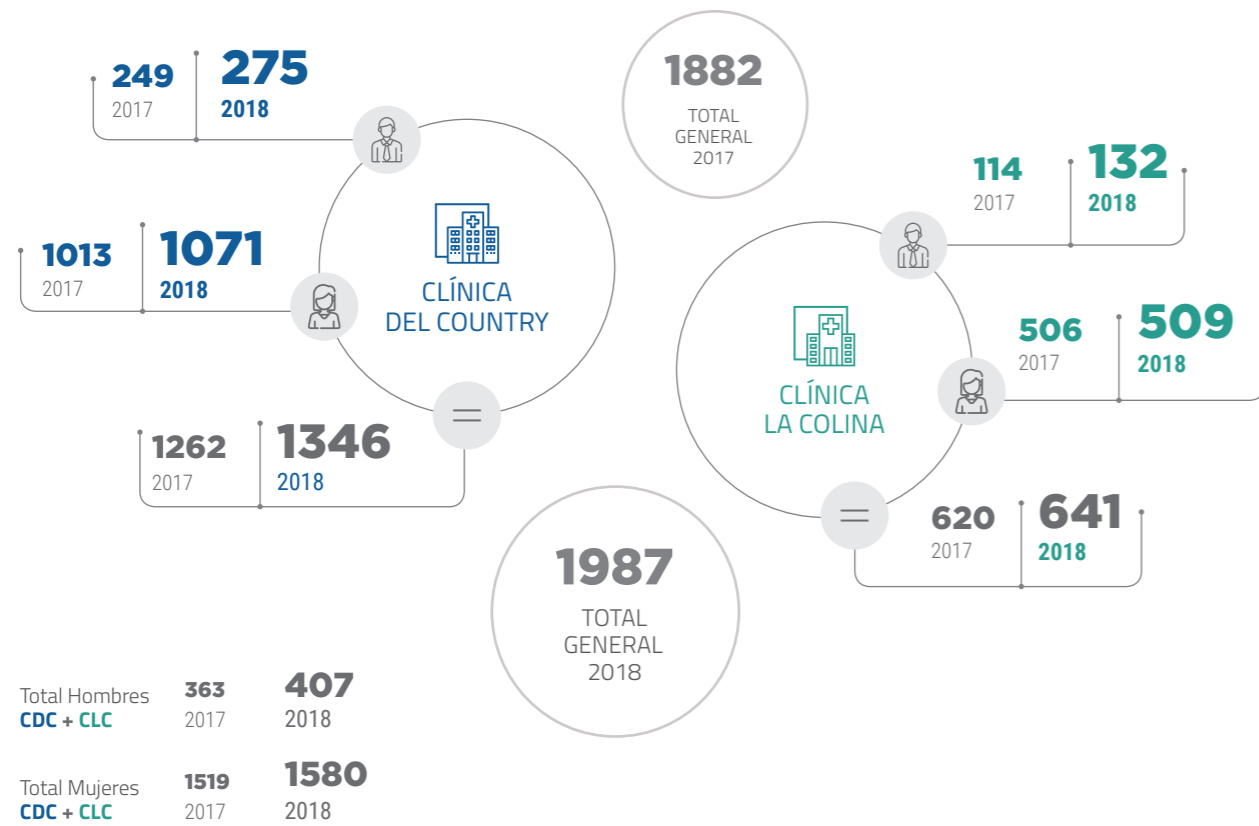 249
2017
275
2018
1013
2017
1071
2018
CLÍNICA
DEL COUNTRY
1262
2017
1346
2018
1882
TOTAL
GENERAL
2017
114
2017
132
2018
506
2017
509
2018
CLÍNICA
LA COLINA
620
2017
641
2018
1987
TOTAL
GENERAL
2018
Total Hombres 363 407
CDC + CLC 2017 2018
Total Mujeres 1519 1580
CDC + CLC 2017 2018